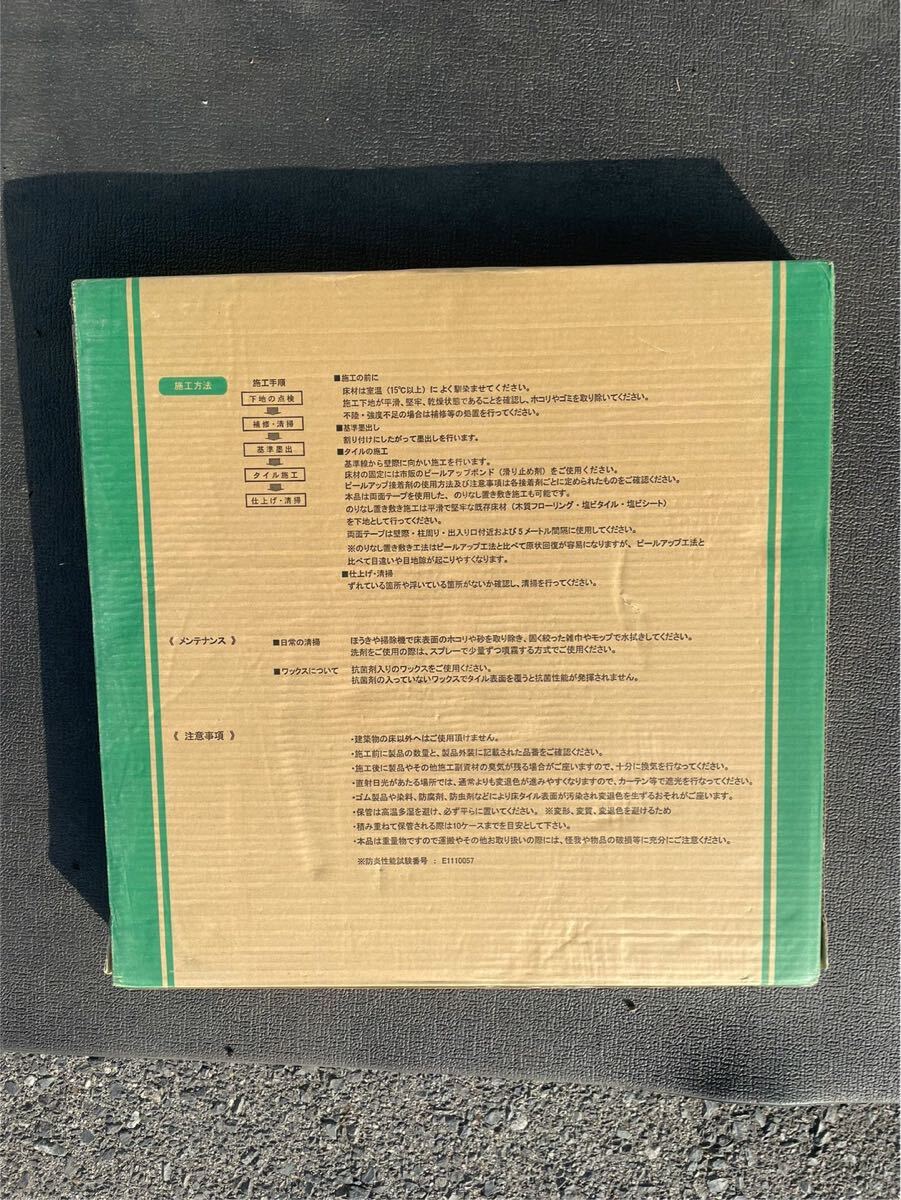 施工方法
施工手順
下地の点検
補修・清掃
基準墨出
タイル施工
仕上げ・清掃
■施工の前に
床材は室温（15℃以上）に よく馴染ませてください。
施工下地が平滑、堅牢、乾燥状態であることを確認し、ホコリやゴミを取り除いてください。
不陸・強度不足の場合は補修等の処置を行ってください。
■基準墨出し
割り付けにしたがって墨出しを行います。
■タイルの施工
基準線から壁際に向かい施工を行います。
床材の固定には市販のピールアップボンド（滑り止め剤）をご使用ください。
ピールアップ接着剤の使用方法及び注意事項は各接着剤ごとに定められたものをご確認ください。
本品は両面テープを使用した、のりなし置き敷き施工も可能です。
のりなし置き敷き施工は平滑で堅牢な既存床材（木質フローリング・塩ビタイル・塩ビシート）
を下地として行ってください。
両面テープは壁際・柱周り・出入り口付近および５メートル間隔に使用してください。
※のりなし置き敷き工法はピールアップ工法と比べて原状回復が容易になりますが、ピールアップ工法と
比べて目違いや目地隙が起こりやすくなります。
■仕上げ・清掃
ずれている箇所や浮いている箇所がないか確認し、清掃を行ってください。
《 メンテナンス 》
■日常の清掃
ほうきや掃除機で床表面のホコリや砂を取り除き、固く絞った雑巾やモップで水拭きしてください。
洗剤をご使用の際は、スプレーで少量ずつ噴霧する方式でご使用ください。
■ワックスについて
抗菌剤入りのワックスをご使用ください。
抗菌剤の入っていないワックスでタイル表面を覆うと抗菌性能が発揮されません。
《 注意事項 》
・建築物の床以外へはご使用頂けません。
・施工前に製品の数量と、製品外装に記載された品番をご確認ください。
・施工後に製品やその他施工副資材の臭気が残る場合がございますので、十分に換気を行なってください。
・直射日光があたる場所では、通常よりも変退色が進みやすくなりますので、カーテン等で遮光を行なってください。
・ゴム製品や染料、防腐剤、防虫剤などにより床タイル表面が汚染され変退色を生ずるおそれがございます。
・保管は高温多湿を避け、必ず平らに置いてください。 ※変形、変質、変退色を避けるため
・積み重ねて保管される際は10ケースまでを目安として下さい。
・本品は重量物ですので運搬やその他お取り扱いの際には、怪我や物品の破損等に充分にご注意ください。
※防炎性能試験番号 ： E1110057